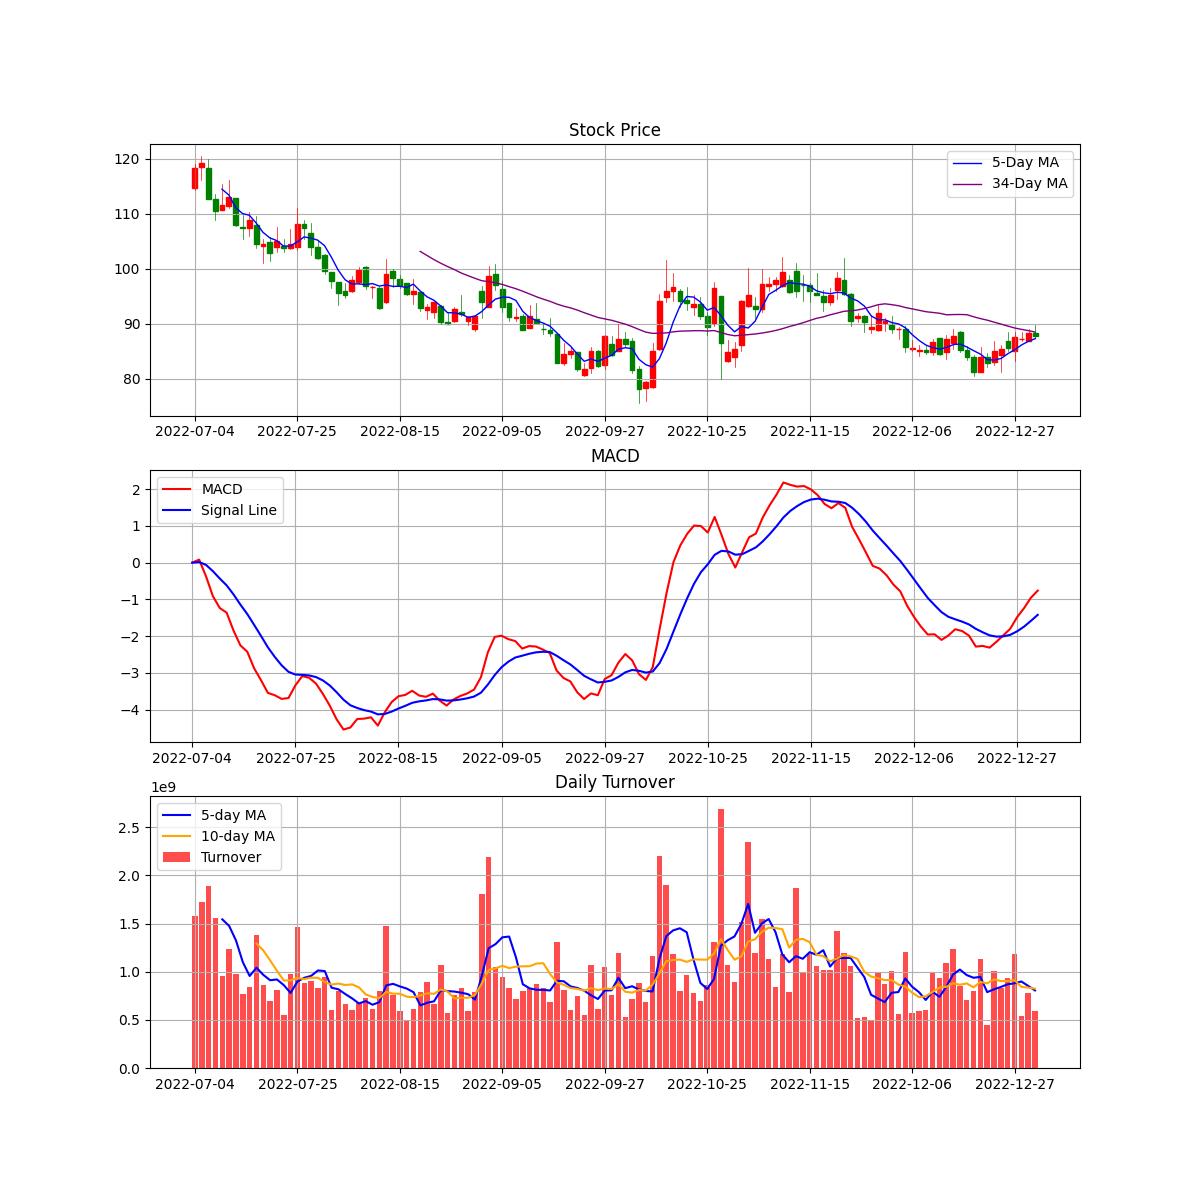 Stock Price
120
110
100
90
80
5-Day MA
34-Day MA
2022-07-04 2022-07-25 2022-08-15 2022-09-05 2022-09-27 2022-10-25 2022-11-15 2022-12-06 2022-12-27
MACD
2
1
0
−1
−2
−3
−4
MACD
Signal Line
2022-07-04 2022-07-25 2022-08-15 2022-09-05 2022-09-27 2022-10-25 2022-11-15 2022-12-06 2022-12-27
Daily Turnover
1e9
2.5
2.0
1.5
1.0
0.5
0.0
5-day MA
10-day MA
Turnover
2022-07-04 2022-07-25 2022-08-15 2022-09-05 2022-09-27 2022-10-25 2022-11-15 2022-12-06 2022-12-27